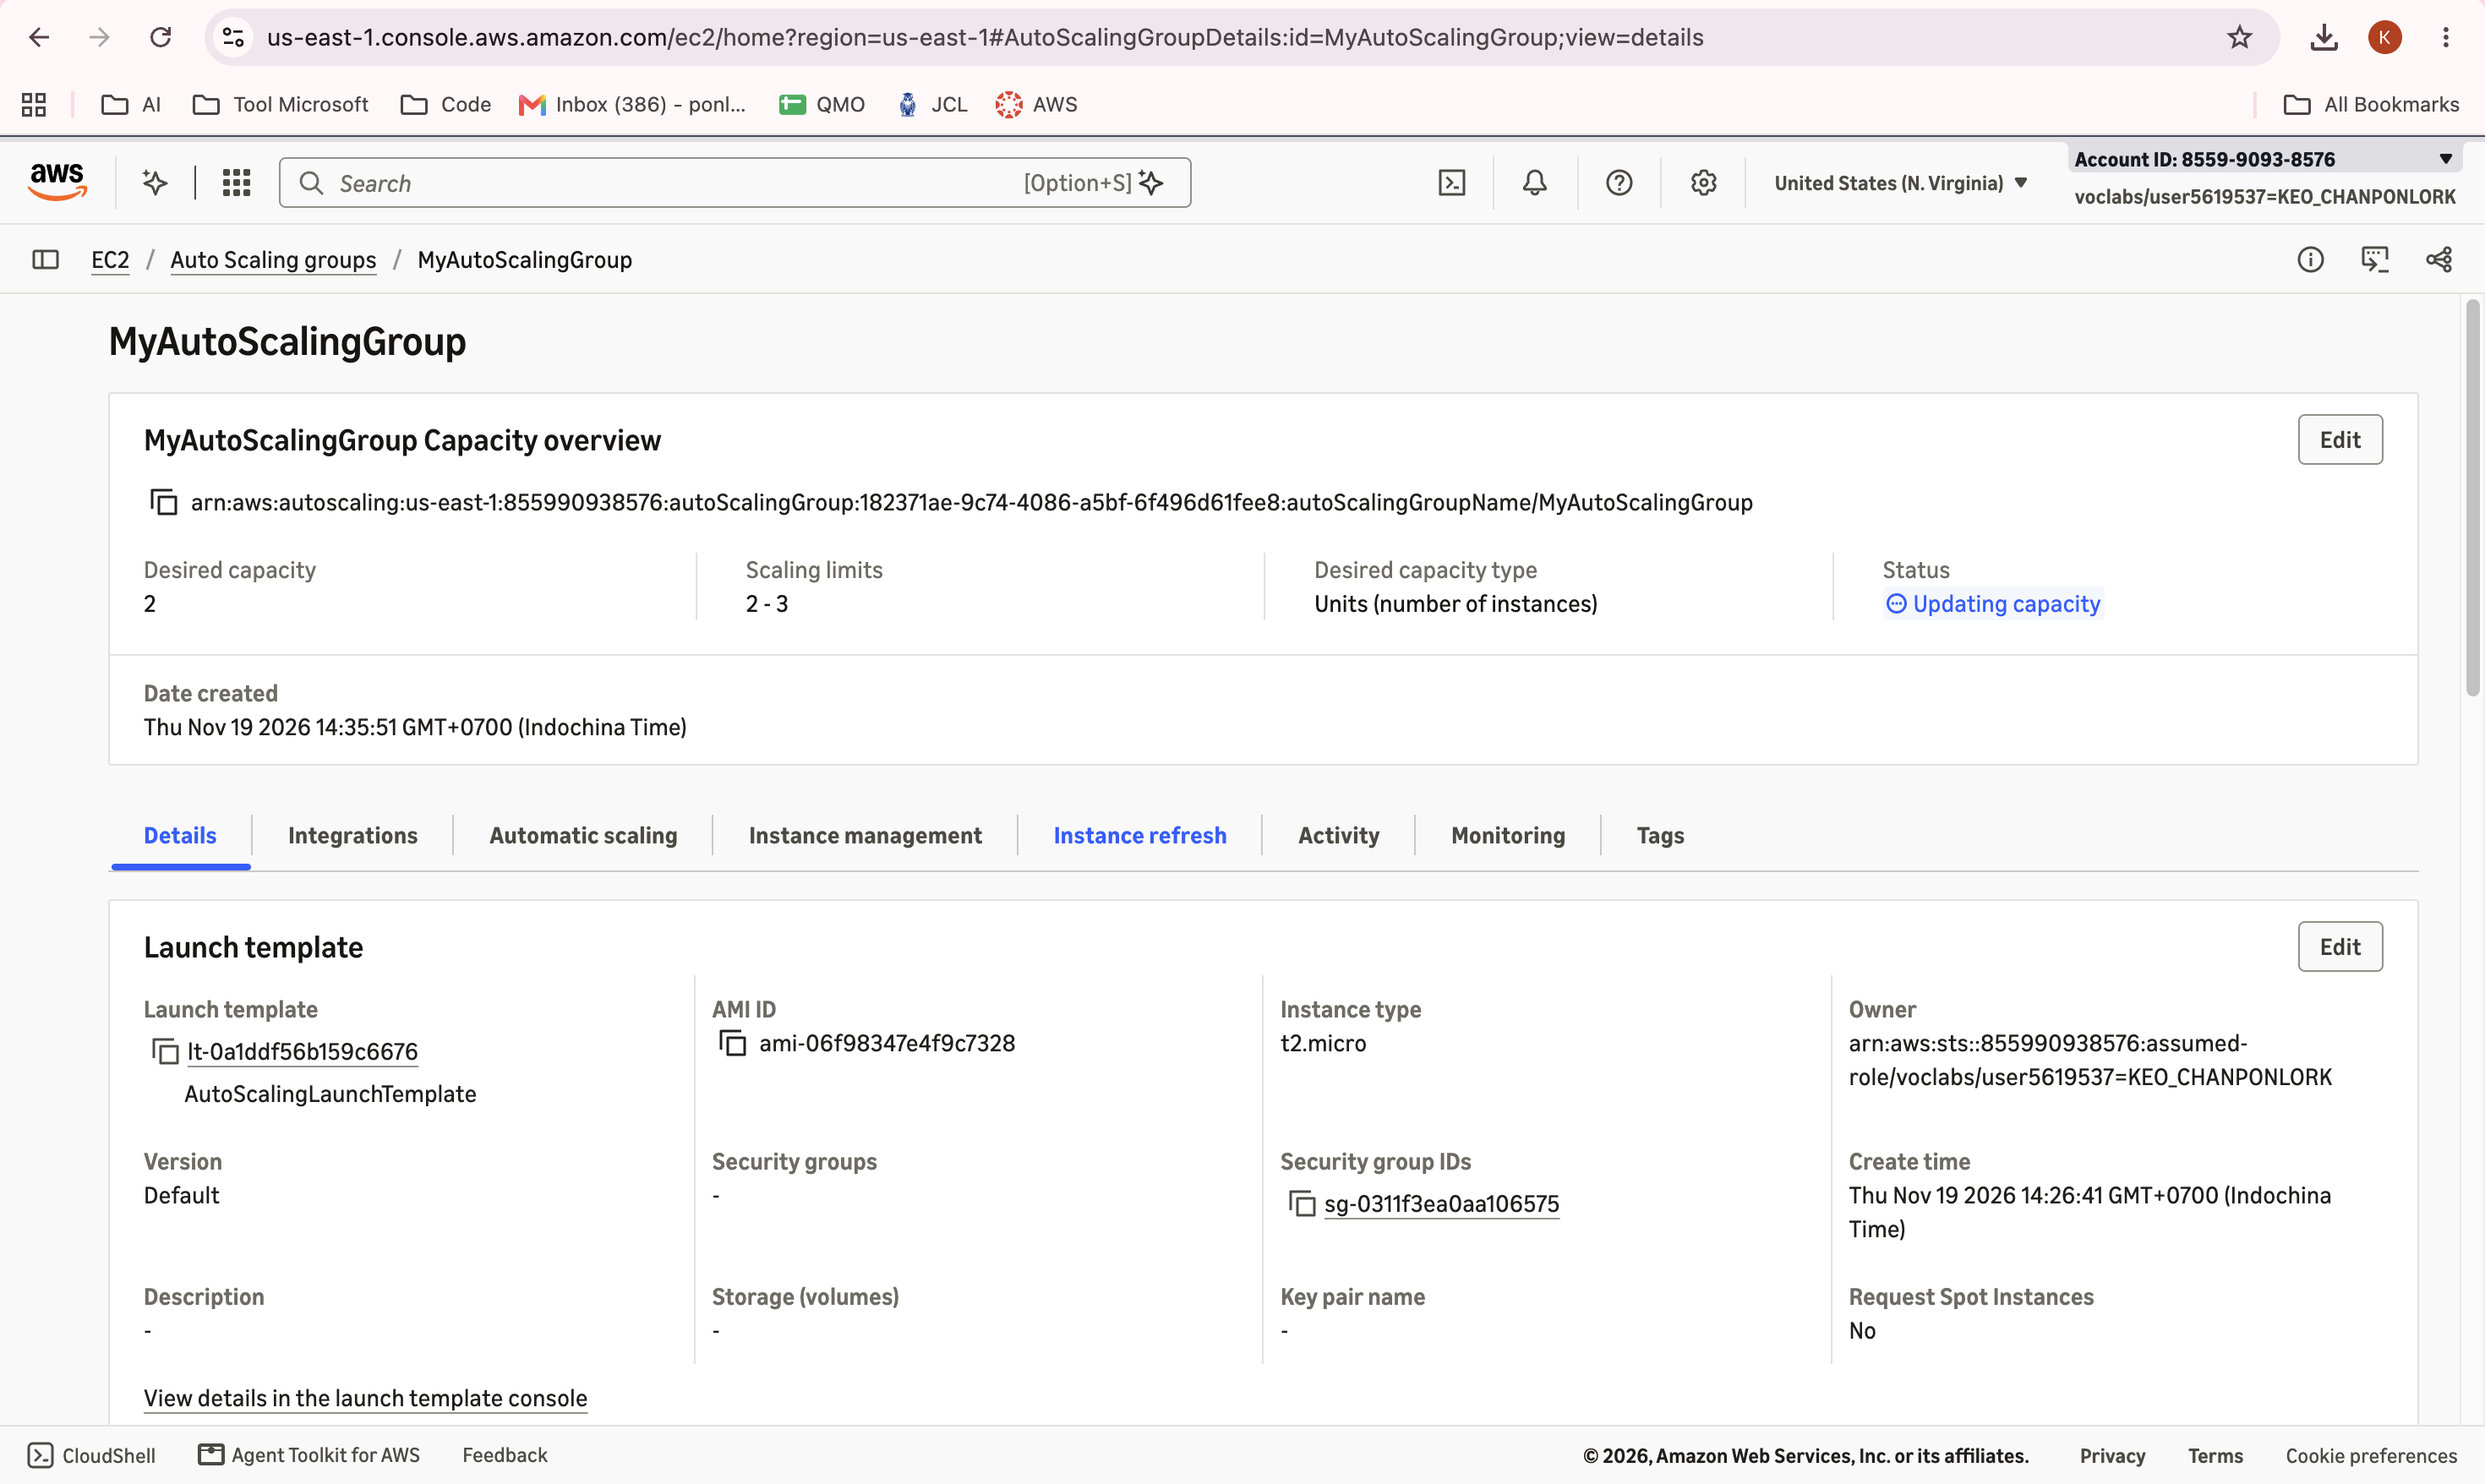 us-east-1.console.aws.amazon.com/ec2/home?region=us-east-1#AutoScalingGroupDetails:id=MyAutoScalingGroup;view=details
K
AI
Tool Microsoft
Code
Inbox (386) - ponl...
QMO
JCL
AWS
All Bookmarks
aws
Search
[Option+S]
United States (N. Virginia)
Account ID: 8559-9093-8576
voclabs/user5619537=KEO_CHANPONLORK
EC2 / Auto Scaling groups / MyAutoScalingGroup
MyAutoScalingGroup
MyAutoScalingGroup Capacity overview
Edit
arn:aws:autoscaling:us-east-1:855990938576:autoScalingGroup:182371ae-9c74-4086-a5bf-6f496d61fee8:autoScalingGroupName/MyAutoScalingGroup
Desired capacity
2
Scaling limits
2 - 3
Desired capacity type
Units (number of instances)
Status
Updating capacity
Date created
Thu Nov 19 2026 14:35:51 GMT+0700 (Indochina Time)
Details
Integrations
Automatic scaling
Instance management
Instance refresh
Activity
Monitoring
Tags
Launch template
Edit
Launch template
lt-0a1ddf56b159c6676
AutoScalingLaunchTemplate
AMI ID
ami-06f98347e4f9c7328
Instance type
t2.micro
Owner
arn:aws:sts::855990938576:assumed-
role/voclabs/user5619537=KEO_CHANPONLORK
Version
Default
Security groups
-
Security group IDs
sg-0311f3ea0aa106575
Create time
Thu Nov 19 2026 14:26:41 GMT+0700 (Indochina
Time)
Description
-
Storage (volumes)
-
Key pair name
-
Request Spot Instances
No
View details in the launch template console
CloudShell
Agent Toolkit for AWS
Feedback
© 2026, Amazon Web Services, Inc. or its affiliates.
Privacy
Terms
Cookie preferences